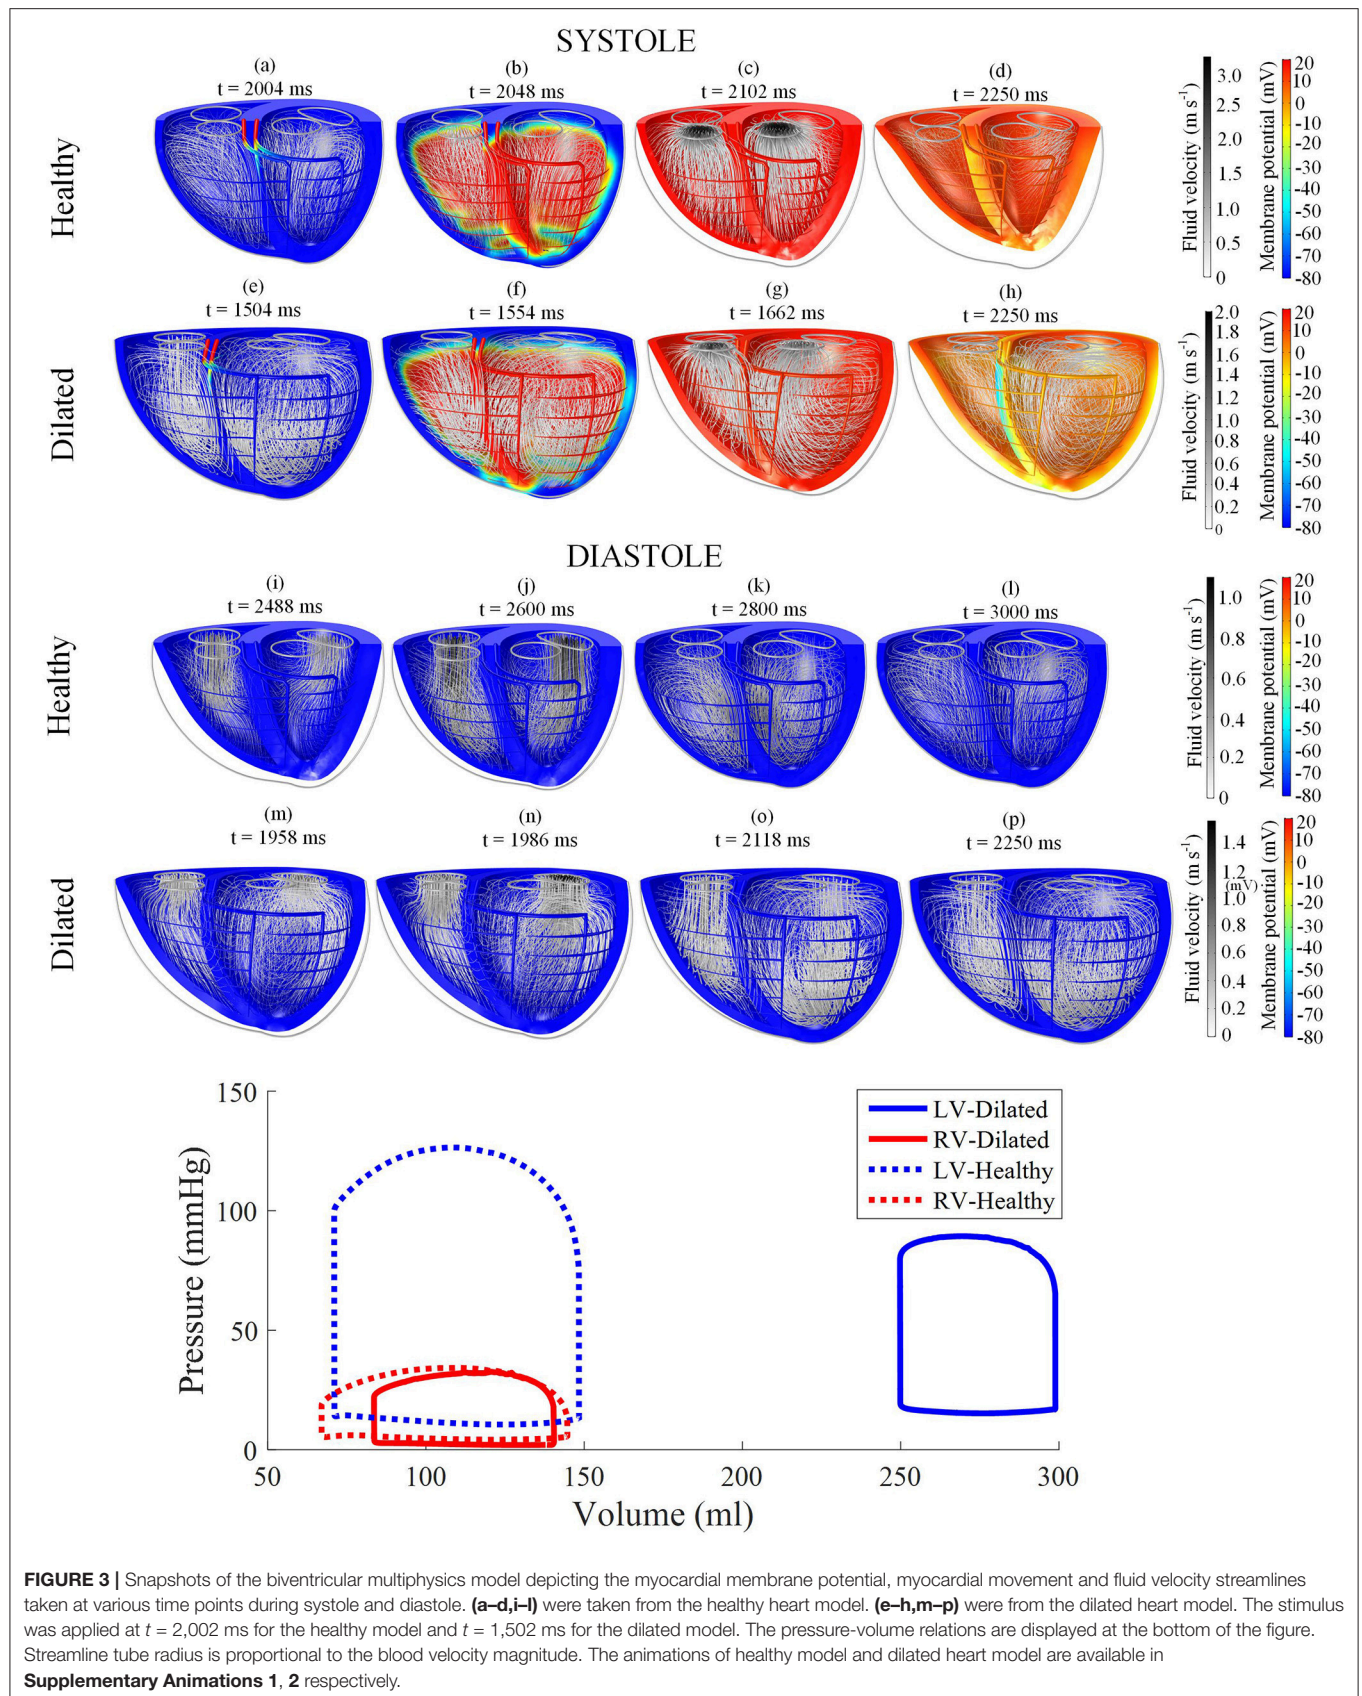 SYSTOLE
(a) (b) (c) (d)
t = 2004 ms t = 2048 ms t = 2102 ms t = 2250 ms
Healthy
Fluid velocity (m s-1)
3.0
2.5
2.0
1.5
1.0
0.5
0
Membrane potential (mV)
20
10
0
-10
-20
-30
-40
-50
-60
-70
-80
(e) (f) (g) (h)
t = 1504 ms t = 1554 ms t = 1662 ms t = 2250 ms
Dilated
Fluid velocity (m s-1)
2.0
1.8
1.6
1.4
1.2
1.0
0.8
0.6
0.4
0.2
0
Membrane potential (mV)
20
10
0
-10
-20
-30
-40
-50
-60
-70
-80
DIASTOLE
(i) (j) (k) (l)
t = 2488 ms t = 2600 ms t = 2800 ms t = 3000 ms
Healthy
Fluid velocity (m s-1)
1.0
0.8
0.6
0.4
0.2
0
Membrane potential (mV)
20
10
0
-10
-20
-30
-40
-50
-60
-70
-80
(m) (n) (o) (p)
t = 1958 ms t = 1986 ms t = 2118 ms t = 2250 ms
Dilated
Fluid velocity (m s-1)
1.4
1.2
(mV)
1.0
0.8
0.6
0.4
0.2
0
Membrane potential (mV)
20
10
0
-10
-20
-30
-40
-50
-60
-70
-80
Pressure (mmHg)
150
100
50
0
LV-Dilated
RV-Dilated
LV-Healthy
RV-Healthy
50 100 150 200 250 300
Volume (ml)
FIGURE 3 | Snapshots of the biventricular multiphysics model depicting the myocardial membrane potential, myocardial movement and fluid velocity streamlines
taken at various time points during systole and diastole. (a–d,i–l) were taken from the healthy heart model. (e–h,m–p) were from the dilated heart model. The stimulus
was applied at t = 2,002 ms for the healthy model and t = 1,502 ms for the dilated model. The pressure-volume relations are displayed at the bottom of the figure.
Streamline tube radius is proportional to the blood velocity magnitude. The animations of healthy model and dilated heart model are available in
Supplementary Animations 1, 2 respectively.